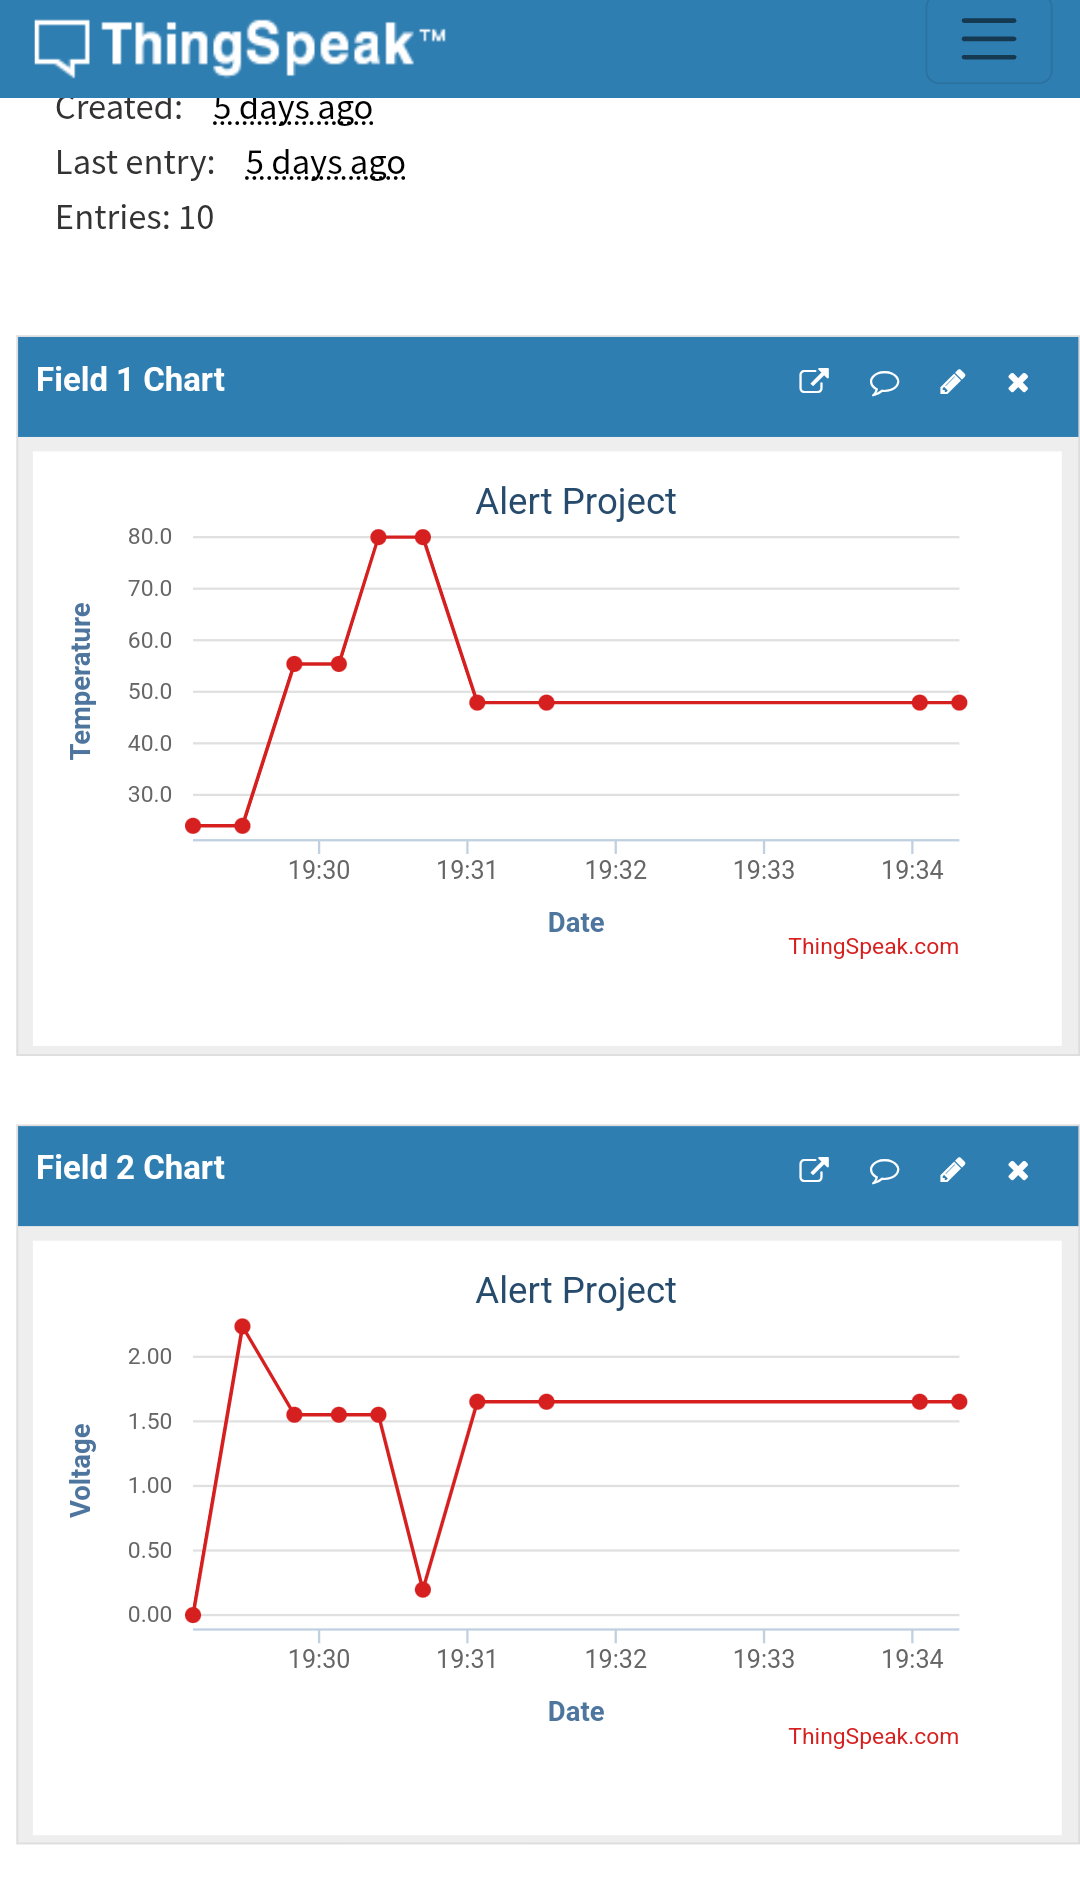 ThingSpeak™
Created: 5 days ago
Last entry: 5 days ago
Entries: 10
Field 1 Chart
Alert Project
80.0
70.0
60.0
50.0
40.0
30.0
Temperature
19:30 19:31 19:32 19:33 19:34
Date
ThingSpeak.com
Field 2 Chart
Alert Project
2.00
1.50
1.00
0.50
0.00
Voltage
19:30 19:31 19:32 19:33 19:34
Date
ThingSpeak.com